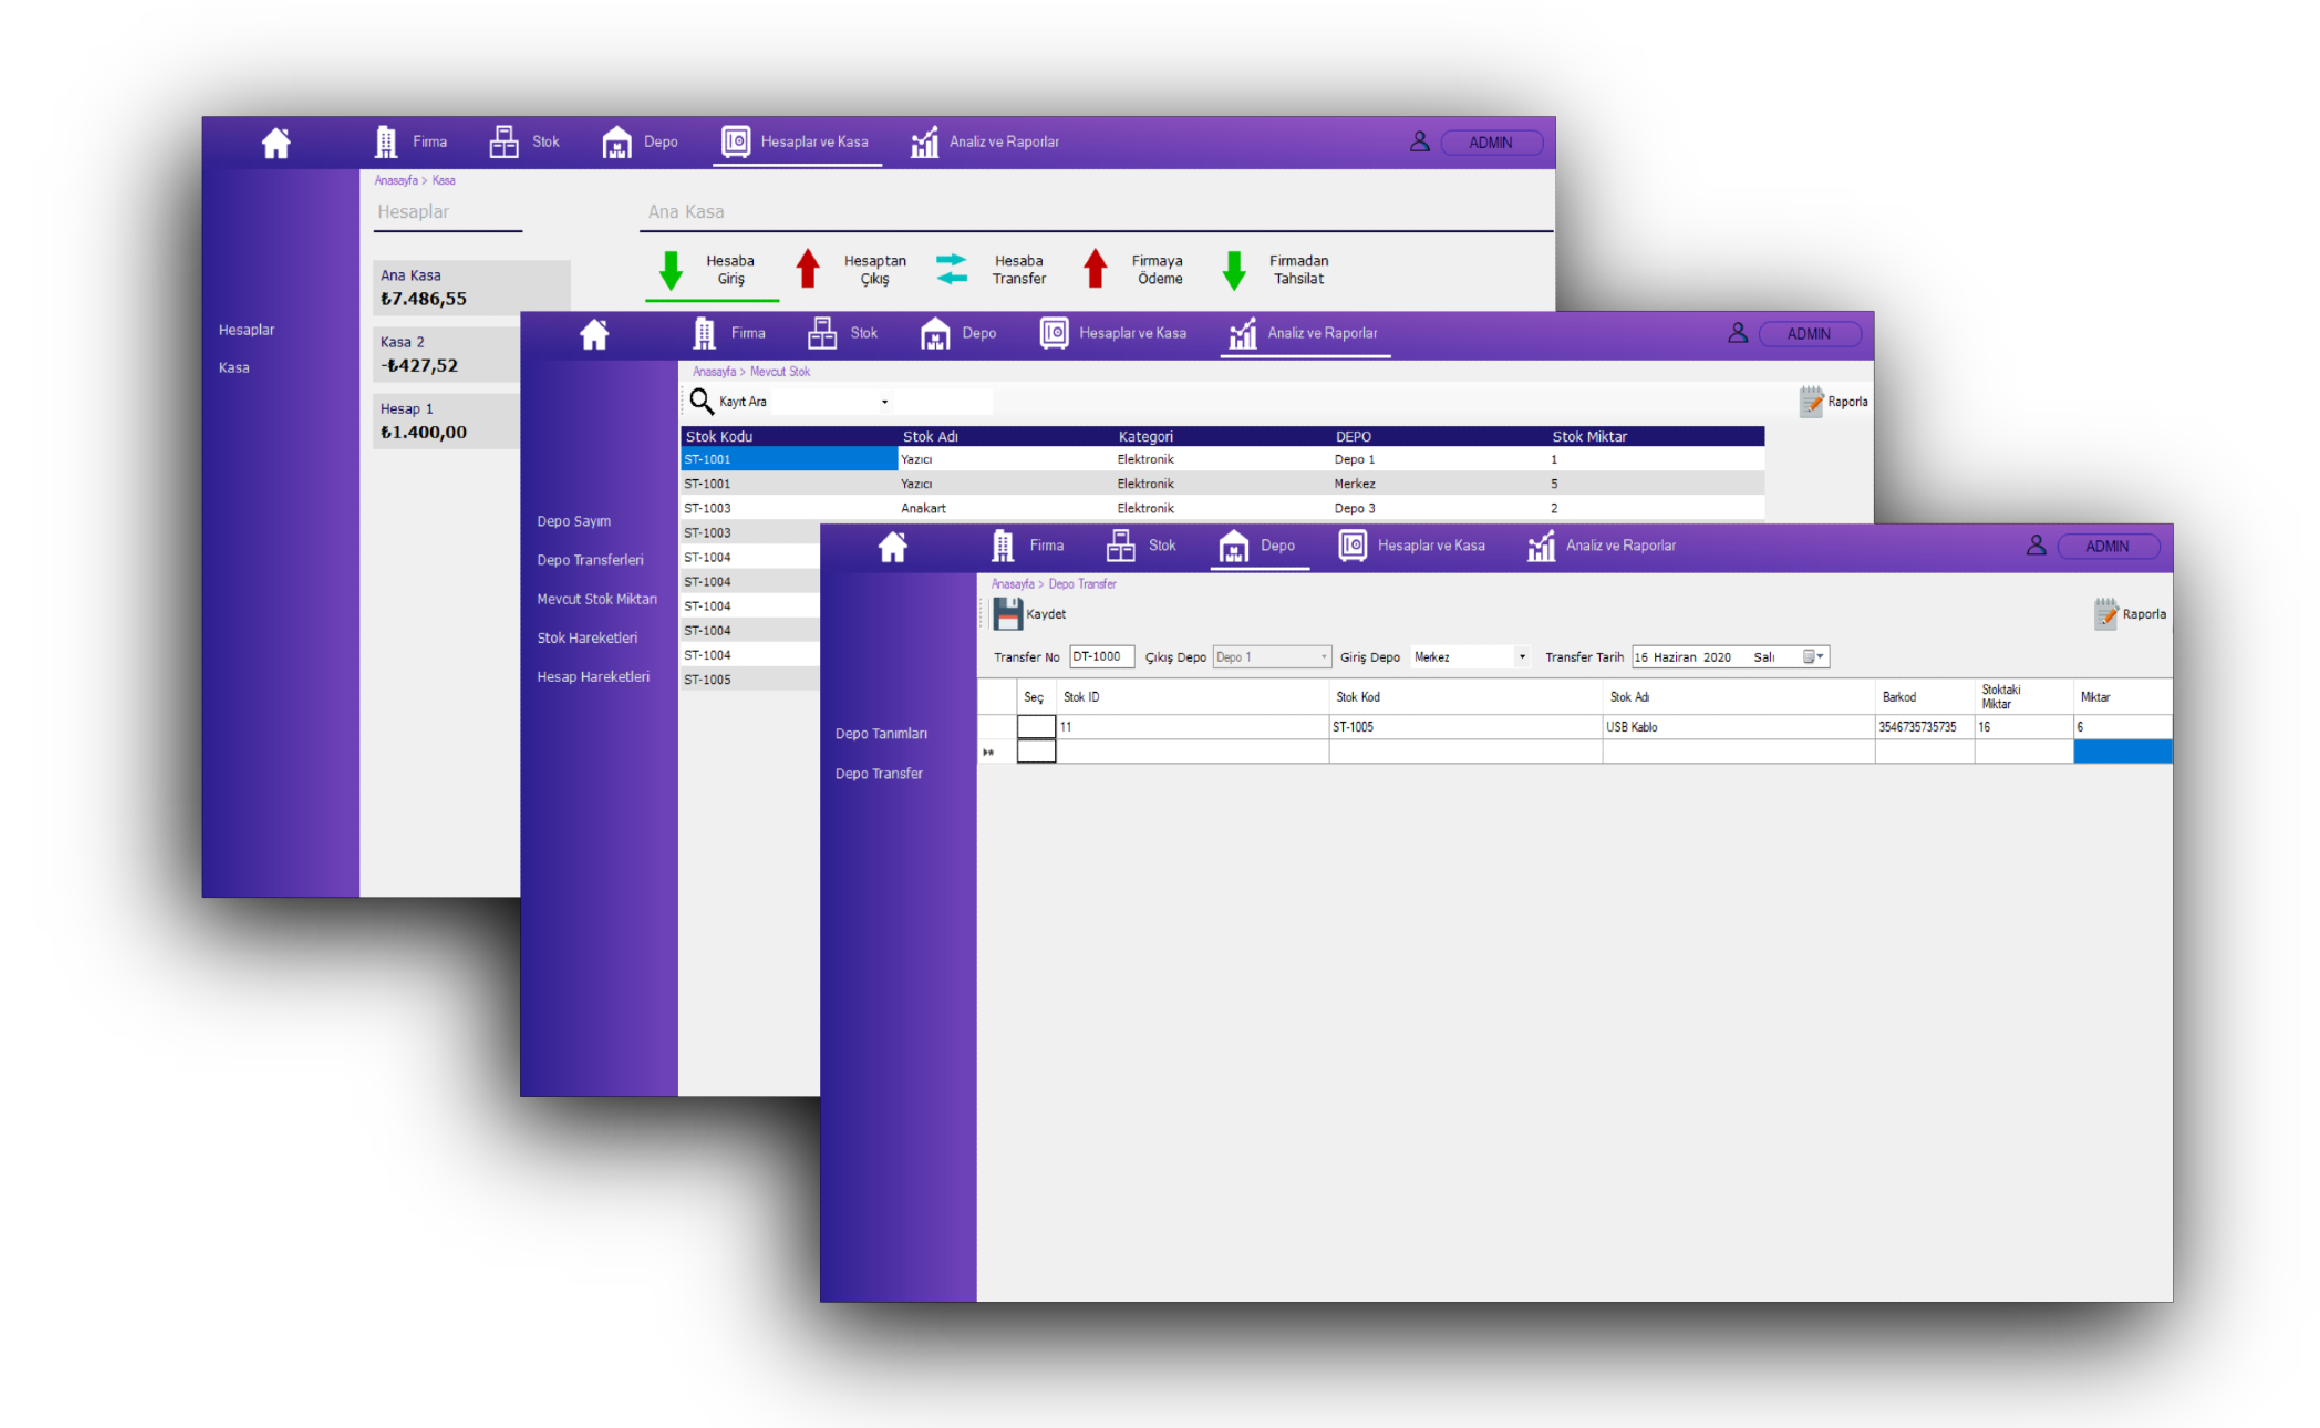 Firma Stok Depo Hesaplar ve Kasa Analiz ve Raporlar ADMIN
Anasayfa > Kasa
Hesaplar Ana Kasa
Hesaba Giriş Hesaptan Çıkış Hesaba Transfer Firmaya Ödeme Firmadan Tahsilat
Ana Kasa
₺7.486,55
Kasa 2
-₺427,52
Hesap 1
₺1.400,00
Hesaplar
Kasa
Firma Stok Depo Hesaplar ve Kasa Analiz ve Raporlar ADMIN
Anasayfa > Mevcut Stok
Kayıt Ara Raporla
Stok Kodu Stok Adı Kategori DEPO Stok Miktar
ST-1001 Yazıcı Elektronik Depo 1 1
ST-1001 Yazıcı Elektronik Merkez 5
ST-1003 Anakart Elektronik Depo 3 2
ST-1003
ST-1004
ST-1004
ST-1004
ST-1004
ST-1004
ST-1005
Depo Sayım
Depo Transferleri
Mevcut Stok Miktarı
Stok Hareketleri
Hesap Hareketleri
Firma Stok Depo Hesaplar ve Kasa Analiz ve Raporlar ADMIN
Anasayfa > Depo Transfer
Kaydet Raporla
Transfer No DT-1000 Çıkış Depo Depo 1 Giriş Depo Merkez Transfer Tarih 16 Haziran 2020 Salı
Seç Stok ID Stok Kod Stok Adı Barkod Stoktaki Miktar Miktar
11 ST-1005 USB Kablo 3546735735735 16 6
Depo Tanımları
Depo Transfer